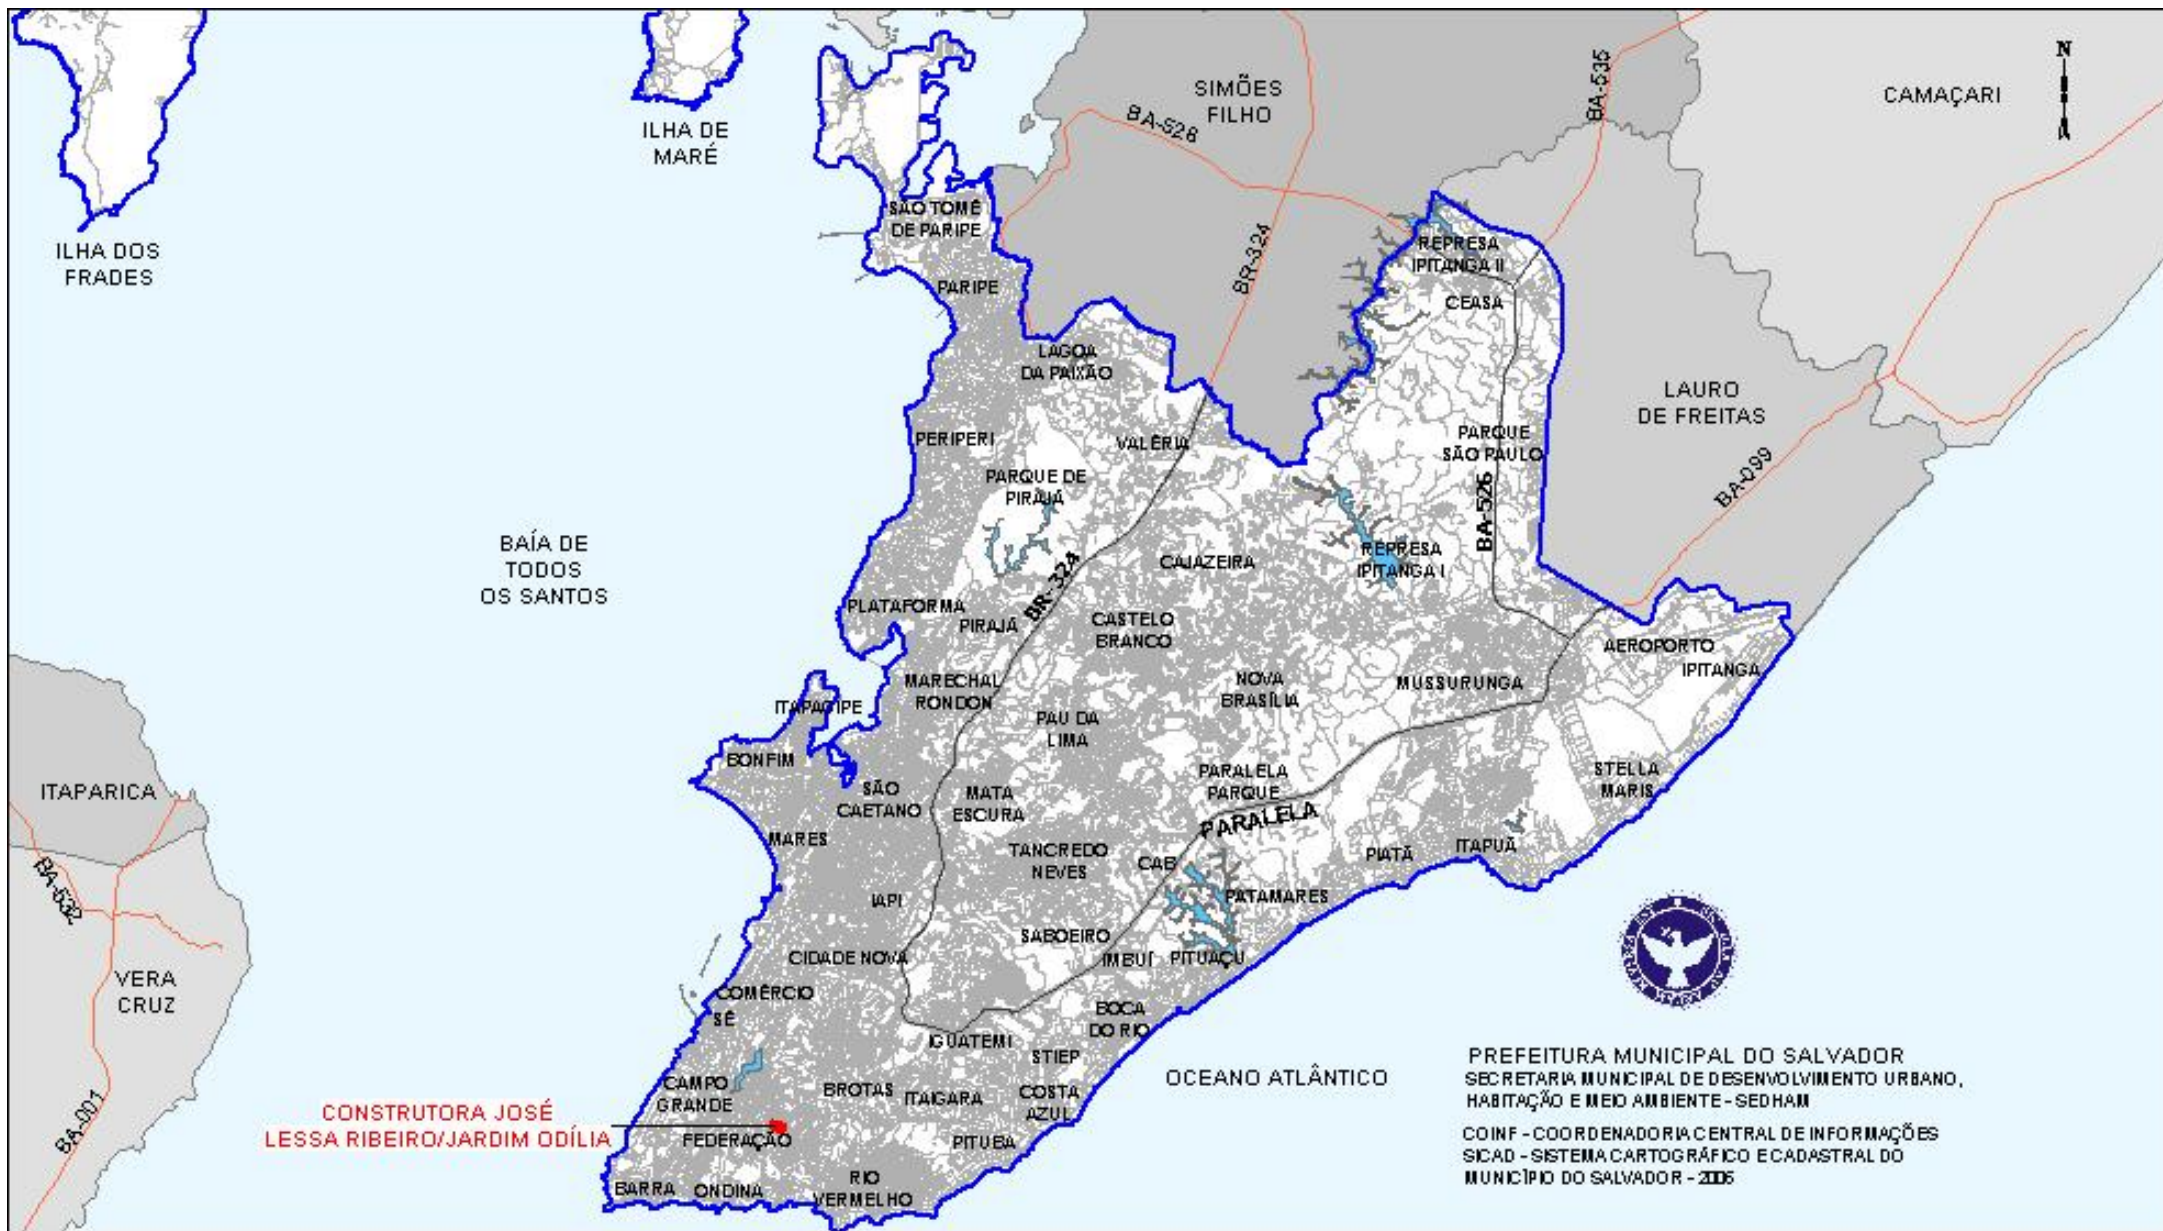 N
SIMÕES
FILHO
CAMAÇARI
BA-535
BA-526
ILHA DE
MARÉ
SÃO TOMÉ
DE PARIPE
ILHA DOS
FRADES
REPRESA
IPITANGA II
BR-324
PARIPE
CEASA
LAGOA
DA PAIXÃO
LAURO
DE FREITAS
PERIPERI
VALÉRIA
PARQUE
SÃO PAULO
BA-099
PARQUE DE
PIRAJÁ
BA-526
BAÍA DE
TODOS
OS SANTOS
CAJAZEIRA
REPRESA
IPITANGA I
BR-324
PLATAFORMA
PIRAJÁ
CASTELO
BRANCO
AEROPORTO
IPITANGA
MARECHAL
RONDON
NOVA
BRASÍLIA
MUSSURUNGA
ITAPAGIPE
PAU DA
LIMA
BONFIM
PARALELA
PARQUE
STELLA
MARIS
ITAPARICA
SÃO
CAETANO
MATA
ESCURA
PARALELA
MARES
TANCREDO
NEVES
CAB
PIATÃ
ITAPUÃ
BA-532
IAPI
PATAMARES
SABOEIRO
CIDADE NOVA
IMBUÍ
PITUAÇU
VERA
CRUZ
COMÉRCIO
SÉ
BOCA
DO RIO
IGUATEMI
STIEP
OCEANO ATLÂNTICO
CAMPO
GRANDE
BROTAS
ITAIGARA
COSTA
AZUL
BA-001
CONSTRUTORA JOSÉ
LESSA RIBEIRO/JARDIM ODÍLIA
FEDERAÇÃO
PITUBA
BARRA
ONDINA
RIO
VERMELHO
PREFEITURA MUNICIPAL DO SALVADOR
SECRETARIA MUNICIPAL DE DESENVOLVIMENTO URBANO,
HABITAÇÃO E MEIO AMBIENTE - SEDHAM
COINF - COORDENADORIA CENTRAL DE INFORMAÇÕES
SICAD - SISTEMA CARTOGRÁFICO E CADASTRAL DO
MUNICÍPIO DO SALVADOR - 2006